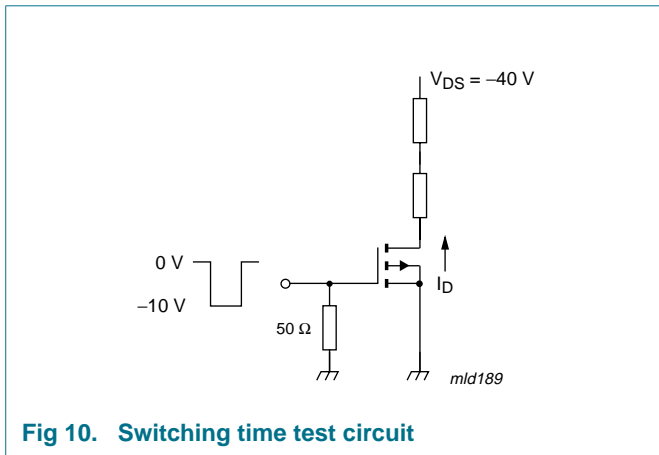 V_DS = −40 V
0 V
−10 V
I_D
50 Ω
mld189
Fig 10. Switching time test circuit